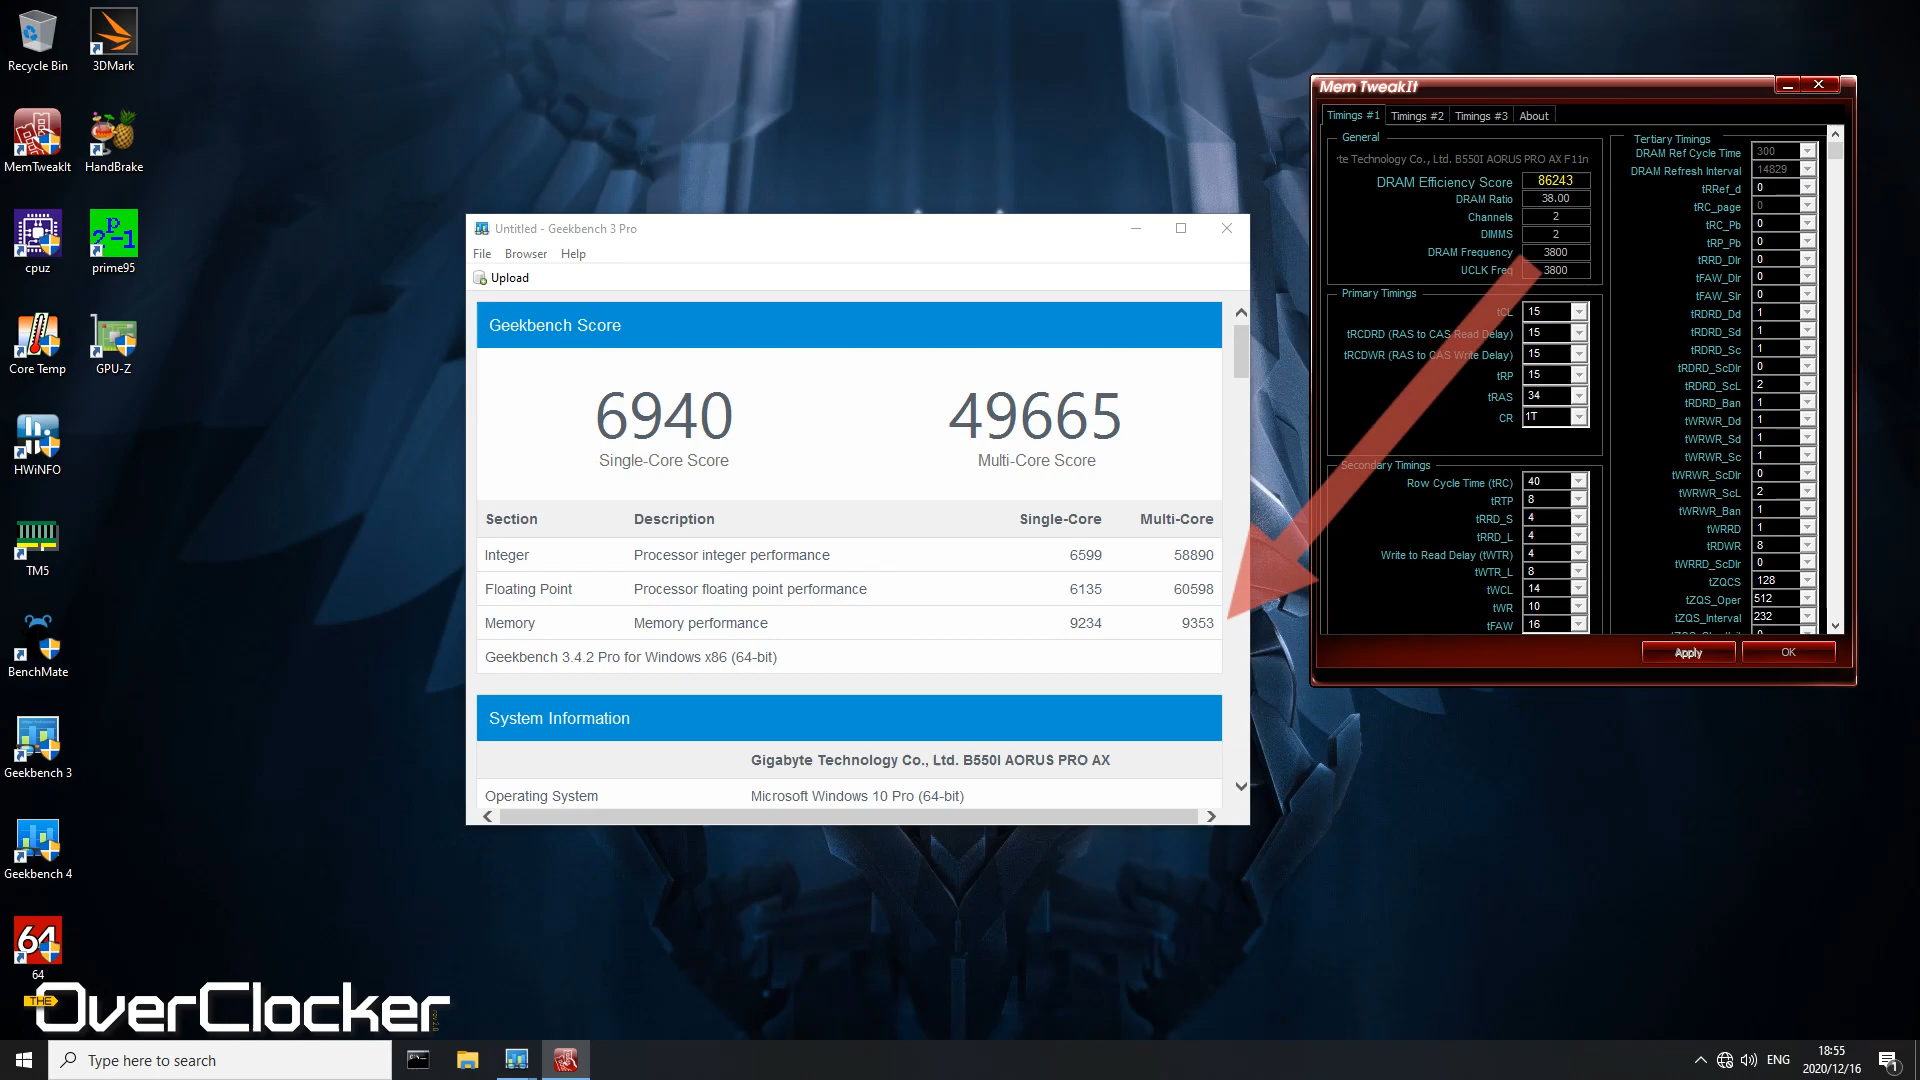 Recycle Bin
3DMark
MemTweakIt
HandBrake
cpuz
prime95
Core Temp
GPU-Z
HWiNFO
TM5
BenchMate
Geekbench 3
Geekbench 4
64
64
THE OverClocker rev 2.0
Untitled - Geekbench 3 Pro
File Browser Help
Upload
Geekbench Score
6940 49665
Single-Core Score Multi-Core Score
Section Description Single-Core Multi-Core
Integer Processor integer performance 6599 58890
Floating Point Processor floating point performance 6135 60598
Memory Memory performance 9234 9353
Geekbench 3.4.2 Pro for Windows x86 (64-bit)
System Information
Gigabyte Technology Co., Ltd. B550I AORUS PRO AX
Operating System Microsoft Windows 10 Pro (64-bit)
Mem TweakIt
Timings #1 Timings #2 Timings #3 About
General
te Technology Co., Ltd. B550I AORUS PRO AX F11n
DRAM Efficiency Score 86243
DRAM Ratio 38.00
Channels 2
DIMMS 2
DRAM Frequency 3800
UCLK Freq 3800
Primary Timings
tCL 15
tRCDRD (RAS to CAS Read Delay) 15
tRCDWR (RAS to CAS Write Delay) 15
tRP 15
tRAS 34
CR 1T
Secondary Timings
Row Cycle Time (tRC) 40
tRTP 8
tRRD_S 4
tRRD_L 4
Write to Read Delay (tWTR) 4
tWTR_L 8
tWCL 14
tWR 10
tFAW 16
Tertiary Timings
DRAM Ref Cycle Time 300
DRAM Refresh Interval 14829
tRRef_d 0
tRC_page 0
tRC_Pb 0
tRP_Pb 0
tRRD_Dlr 0
tFAW_Dlr 0
tFAW_Slr 0
tRDRD_Dd 1
tRDRD_Sd 1
tRDRD_Sc 1
tRDRD_ScDlr 0
tRDRD_ScL 2
tRDRD_Ban 1
tWRWR_Dd 1
tWRWR_Sd 1
tWRWR_Sc 1
tWRWR_ScDlr 0
tWRWR_ScL 2
tWRWR_Ban 1
tWRRD 1
tRDWR 8
tWRRD_ScDlr 0
tZQCS 128
tZQS_Oper 512
tZQS_Interval 232
Apply OK
Type here to search
ENG
18:55
2020/12/16
1